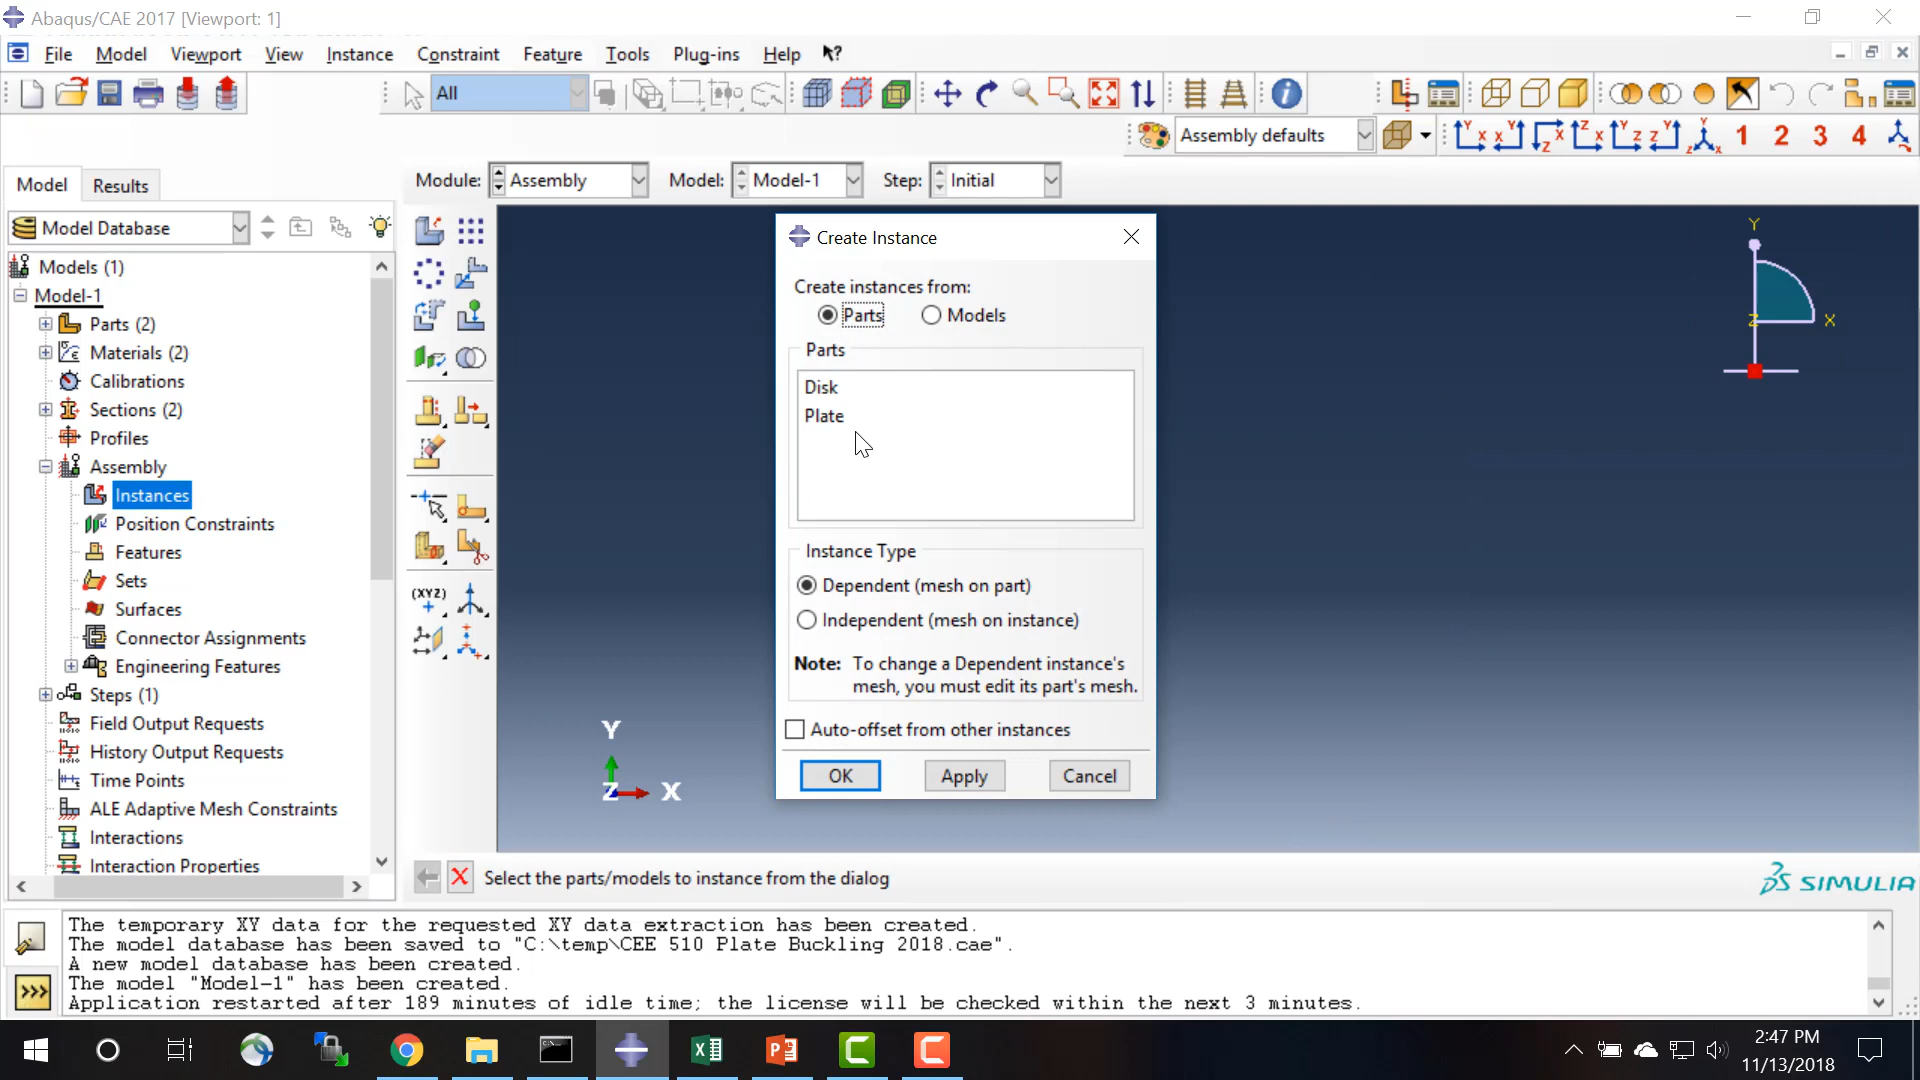 Abaqus/CAE 2017 [Viewport: 1]
File Model Viewport View Instance Constraint Feature Tools Plug-ins Help
All
Assembly defaults
1 2 3 4
Model Results
Module: Assembly Model: Model-1 Step: Initial
Model Database
Models (1)
Model-1
Parts (2)
Materials (2)
Calibrations
Sections (2)
Profiles
Assembly
Instances
Position Constraints
Features
Sets
Surfaces
Connector Assignments
Engineering Features
Steps (1)
Field Output Requests
History Output Requests
Time Points
ALE Adaptive Mesh Constraints
Interactions
Interaction Properties
(XYZ)
Create Instance
Create instances from:
Parts Models
Parts
Disk
Plate
Instance Type
Dependent (mesh on part)
Independent (mesh on instance)
Note: To change a Dependent instance's
mesh, you must edit its part's mesh.
Auto-offset from other instances
OK Apply Cancel
Y
Z X
Y
Z X
Select the parts/models to instance from the dialog
SIMULIA
The temporary XY data for the requested XY data extraction has been created.
The model database has been saved to "C:\temp\CEE 510 Plate Buckling 2018.cae".
A new model database has been created.
The model "Model-1" has been created.
Application restarted after 189 minutes of idle time; the license will be checked within the next 3 minutes.
2:47 PM
11/13/2018